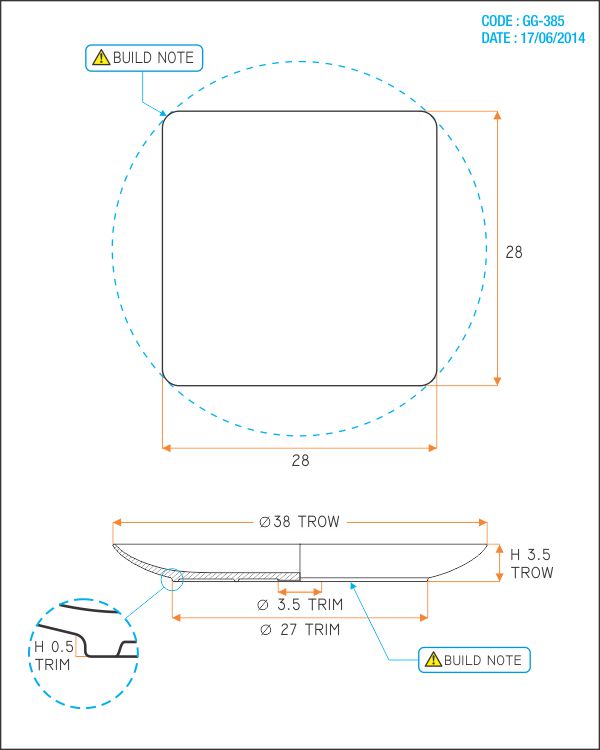 CODE : GG-385
DATE : 17/06/2014
BUILD NOTE
28
28
Ø38 TROW
H 3.5
TROW
Ø 3.5 TRIM
Ø 27 TRIM
H 0.5
TRIM
BUILD NOTE